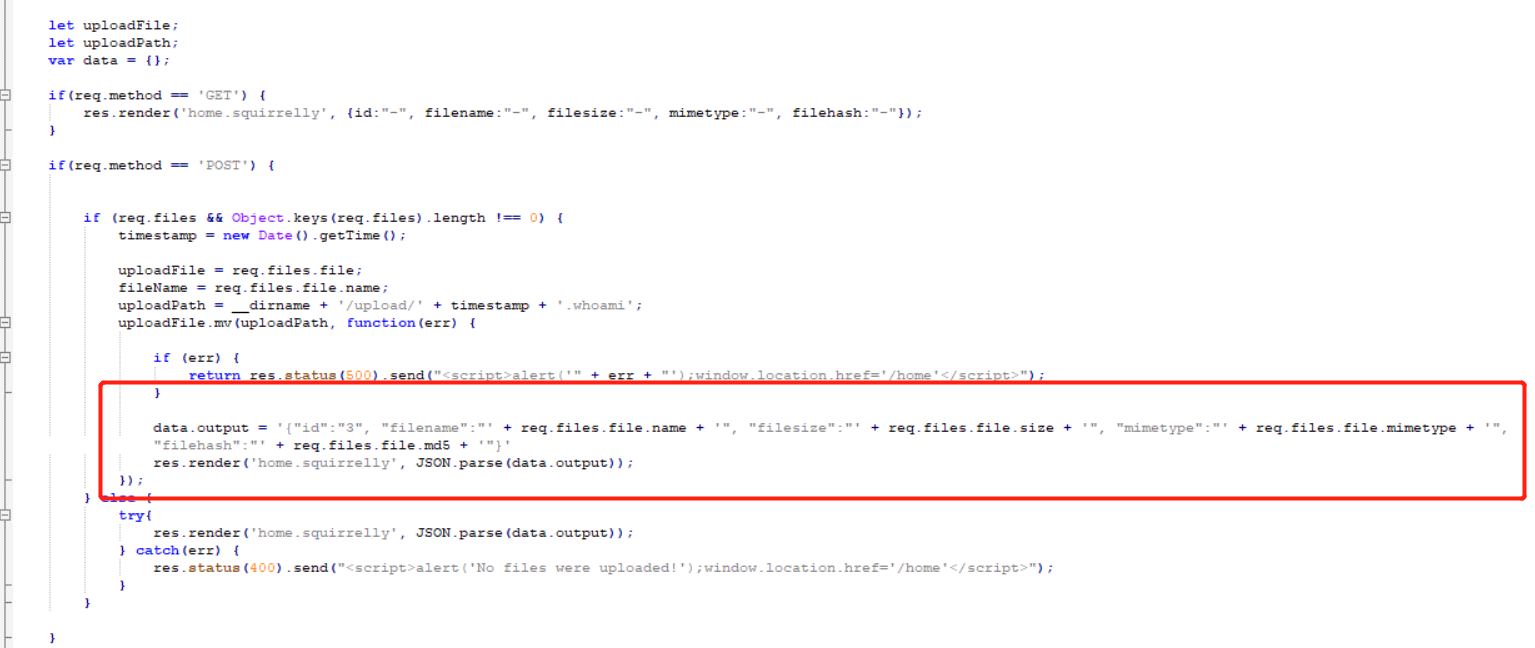 let uploadFile;
let uploadPath;
var data = {};
if(req.method == 'GET') {
res.render('home.squirrelly', {id:"-", filename:"-", filesize:"-", mimetype:"-", filehash:"-"});
}
if(req.method == 'POST') {
if (req.files && Object.keys(req.files).length !== 0) {
timestamp = new Date().getTime();
uploadFile = req.files.file;
fileName = req.files.file.name;
uploadPath = __dirname + '/upload/' + timestamp + '.whoami';
uploadFile.mv(uploadPath, function(err) {
if (err) {
return res.status(500).send("<script>alert('" + err + "');window.location.href='/home'</script>");
}
data.output = '{"id":"3", "filename":"' + req.files.file.name + '", "filesize":"' + req.files.file.size + '", "mimetype":"' + req.files.file.mimetype + '",
"filehash":"' + req.files.file.md5 + '"}'
res.render('home.squirrelly', JSON.parse(data.output));
});
} else {
try{
res.render('home.squirrelly', JSON.parse(data.output));
} catch(err) {
res.status(400).send("<script>alert('No files were uploaded!');window.location.href='/home'</script>");
}
}
}